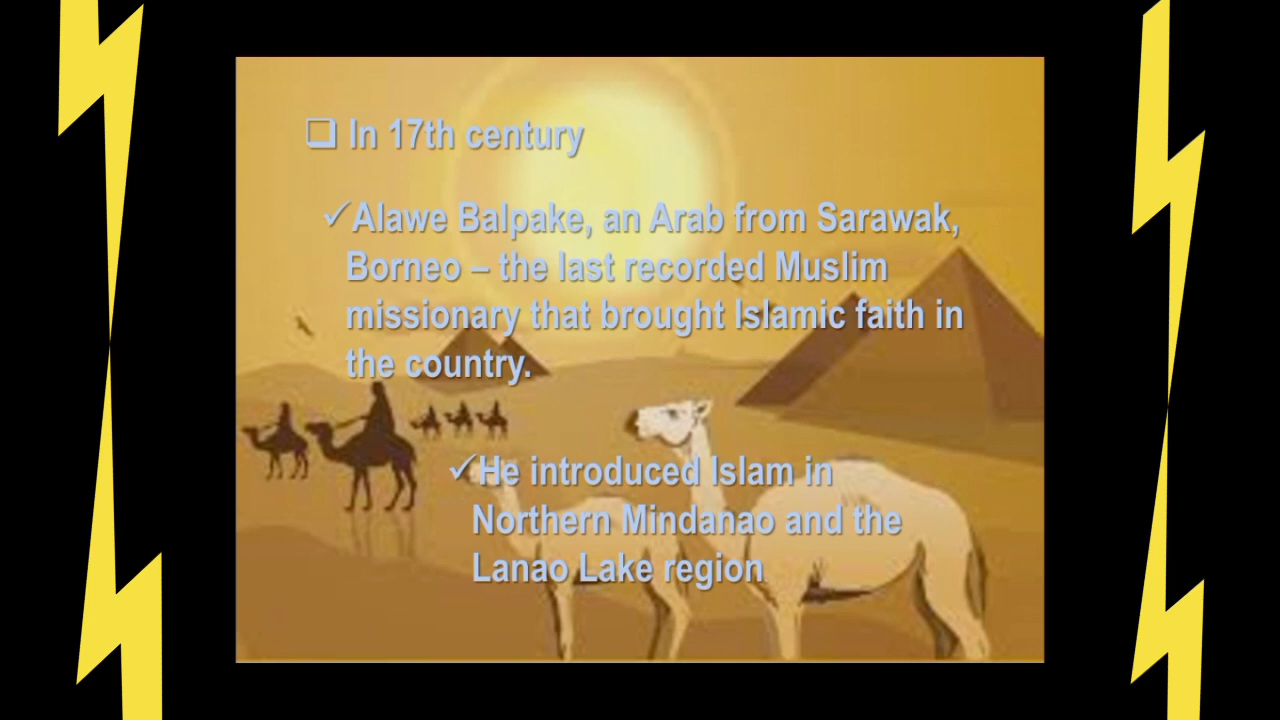 ❑ In 17th century
✓Alawe Balpake, an Arab from Sarawak,
Borneo – the last recorded Muslim
missionary that brought Islamic faith in
the country.
✓He introduced Islam in
Northern Mindanao and the
Lanao Lake region